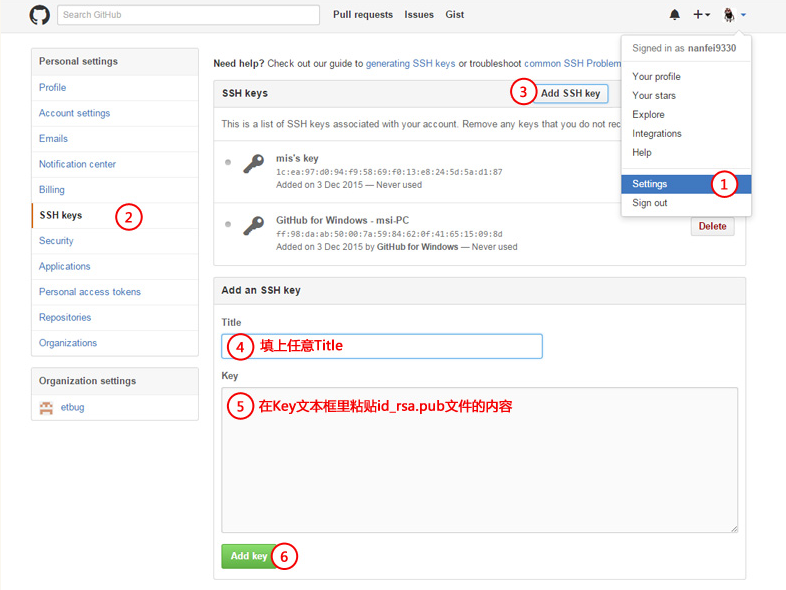 Search GitHub
Pull requests Issues Gist
Signed in as nanfei9330
Your profile
Your stars
Explore
Integrations
Help
Settings 1
Sign out
Personal settings
Profile
Account settings
Emails
Notification center
Billing
SSH keys 2
Security
Applications
Personal access tokens
Repositories
Organizations
Organization settings
etbug
Need help? Check out our guide to generating SSH keys or troubleshoot common SSH Problem
SSH keys 3 Add SSH key
This is a list of SSH keys associated with your account. Remove any keys that you do not rec
mis's key
1c:ea:97:d0:94:f9:58:69:f0:13:e8:24:5d:5a:d1:87
Added on 3 Dec 2015 — Never used
GitHub for Windows - msi-PC
ff:98:da:ab:50:00:7a:59:84:62:0f:41:65:15:09:8d
Added on 3 Dec 2015 by GitHub for Windows — Never used
Delete
Add an SSH key
Title
4 填上任意Title
Key
5 在Key文本框里粘贴id_rsa.pub文件的内容
Add key 6